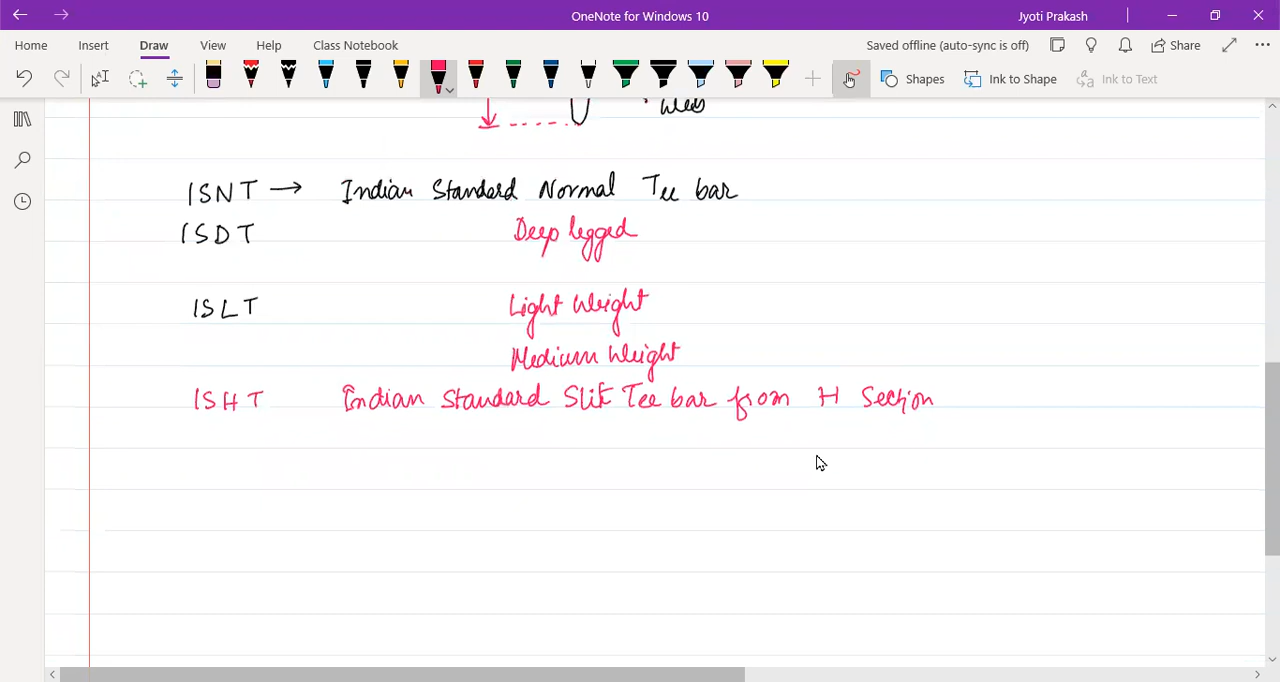 OneNote for Windows 10
Jyoti Prakash
Home Insert Draw View Help Class Notebook
Saved offline (auto-sync is off) Share
Shapes Ink to Shape Ink to Text
Web
ISNT → Indian Standard Normal Tee bar
ISDT Deep legged
ISLT Light Weight
Medium Weight
ISHT Indian Standard Slit Tee bar from H Section